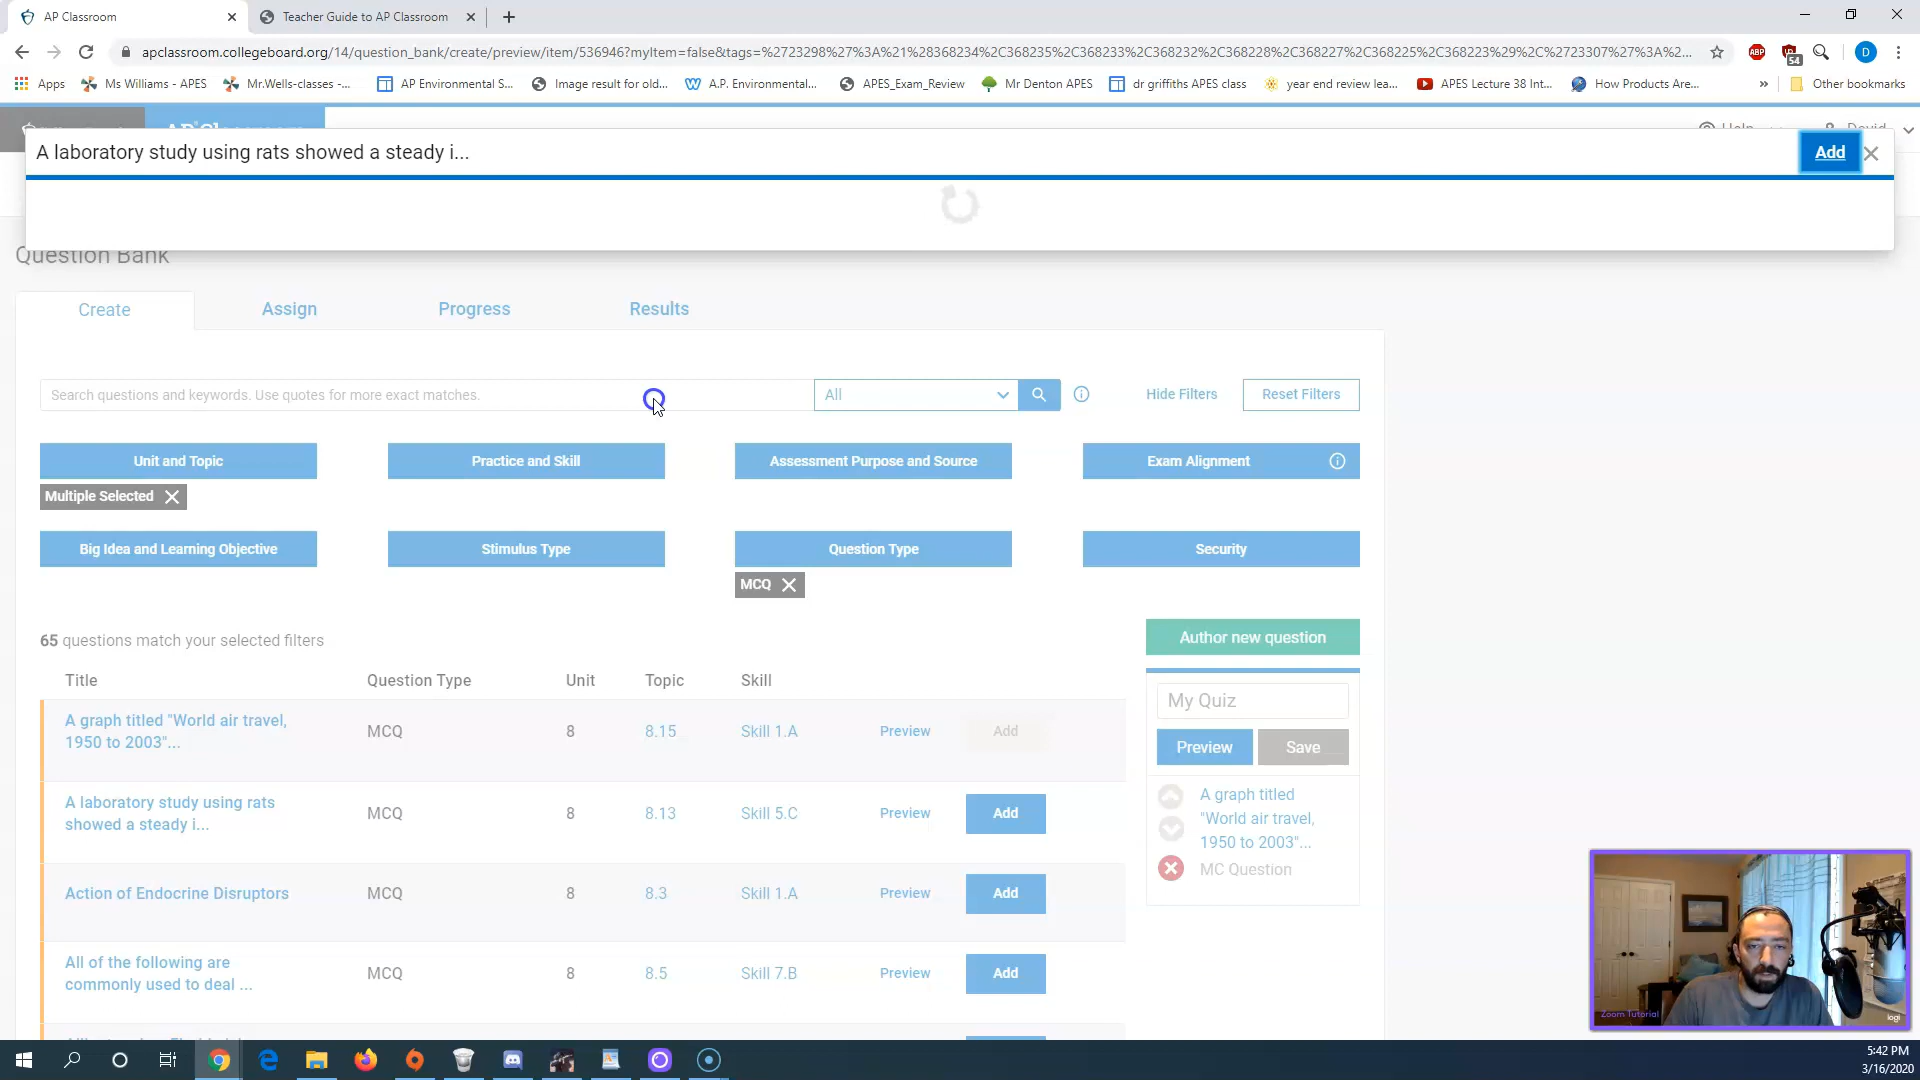 AP Classroom
Teacher Guide to AP Classroom
apclassroom.collegeboard.org/14/question_bank/create/preview/item/536946?myItem=false&tags=%2723298%27%3A%21%28368234%2C368235%2C368233%2C368232%2C368228%2C368227%2C368225%2C368223%29%2C%2723307%27%3A%2...
ABP
54
D
Apps
Ms Williams - APES
Mr.Wells-classes -...
AP Environmental S...
Image result for old...
A.P. Environmental...
APES_Exam_Review
Mr Denton APES
dr griffiths APES class
year end review lea...
APES Lecture 38 Int...
How Products Are...
»
Other bookmarks
A laboratory study using rats showed a steady i...
Add
Question Bank
Create
Assign
Progress
Results
Search questions and keywords. Use quotes for more exact matches.
All
Hide Filters
Reset Filters
Unit and Topic
Practice and Skill
Assessment Purpose and Source
Exam Alignment
Multiple Selected
Big Idea and Learning Objective
Stimulus Type
Question Type
Security
MCQ
65 questions match your selected filters
Author new question
Title
Question Type
Unit
Topic
Skill
My Quiz
Preview
Save
A graph titled "World air travel,
1950 to 2003"...
MCQ
8
8.15
Skill 1.A
Preview
Add
A laboratory study using rats
showed a steady i...
MCQ
8
8.13
Skill 5.C
Preview
Add
A graph titled
"World air travel,
1950 to 2003"...
MC Question
Action of Endocrine Disruptors
MCQ
8
8.3
Skill 1.A
Preview
Add
All of the following are
commonly used to deal ...
MCQ
8
8.5
Skill 7.B
Preview
Add
Zoom Tutorial
logi
5:42 PM
3/16/2020